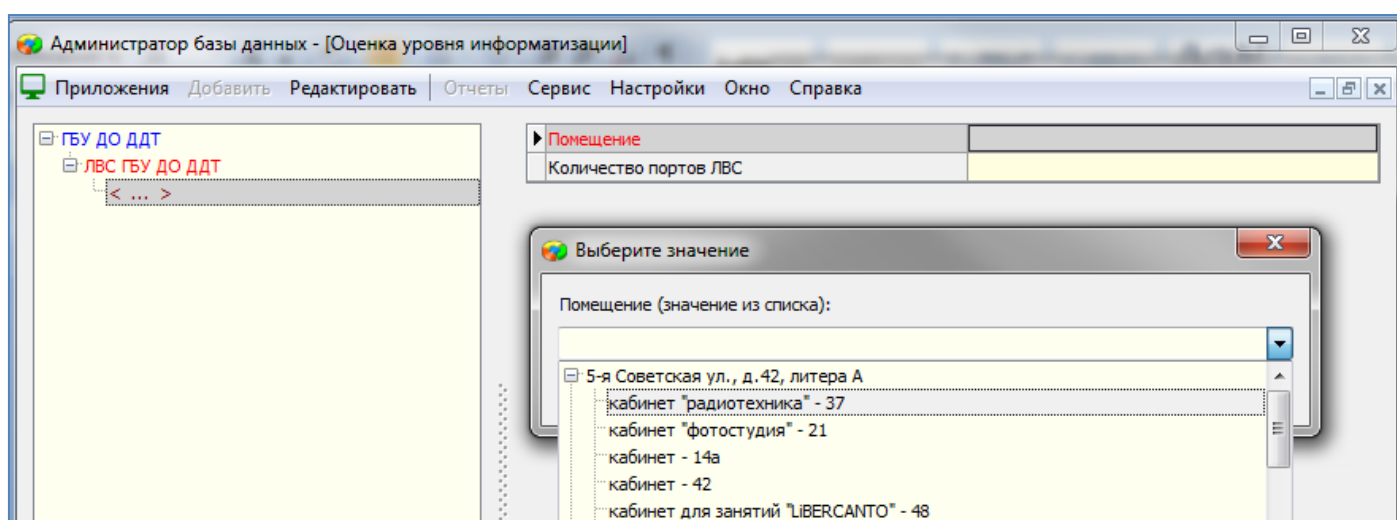 Администратор базы данных - [Оценка уровня информатизации]
Приложения Добавить Редактировать Отчеты Сервис Настройки Окно Справка
ГБУ ДО ДДТ
ЛВС ГБУ ДО ДДТ
< ... >
Помещение
Количество портов ЛВС
Выберите значение
Помещение (значение из списка):
5-я Советская ул., д.42, литера А
кабинет "радиотехника" - 37
кабинет "фотостудия" - 21
кабинет - 14а
кабинет - 42
кабинет для занятий "LiBERCANTO" - 48